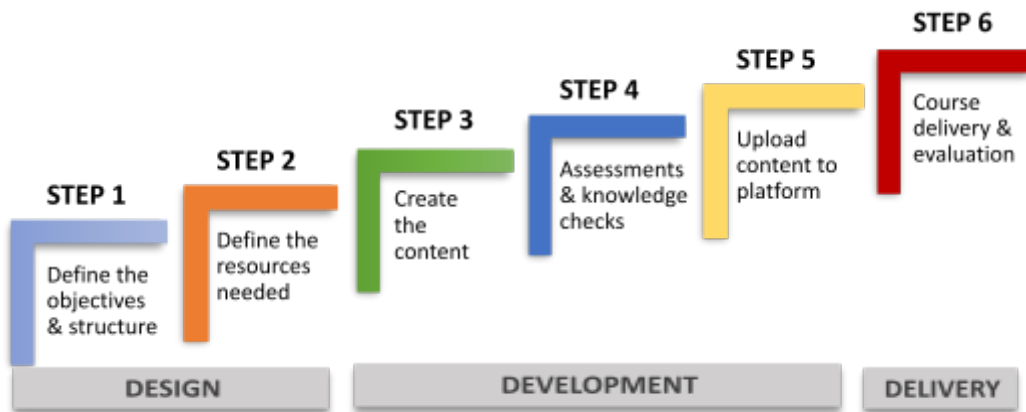 STEP 1
Define the
objectives
& structure
STEP 2
Define the
resources
needed
STEP 3
Create
the
content
STEP 4
Assessments
& knowledge
checks
STEP 5
Upload
content to
platform
STEP 6
Course
delivery &
evaluation
DESIGN
DEVELOPMENT
DELIVERY